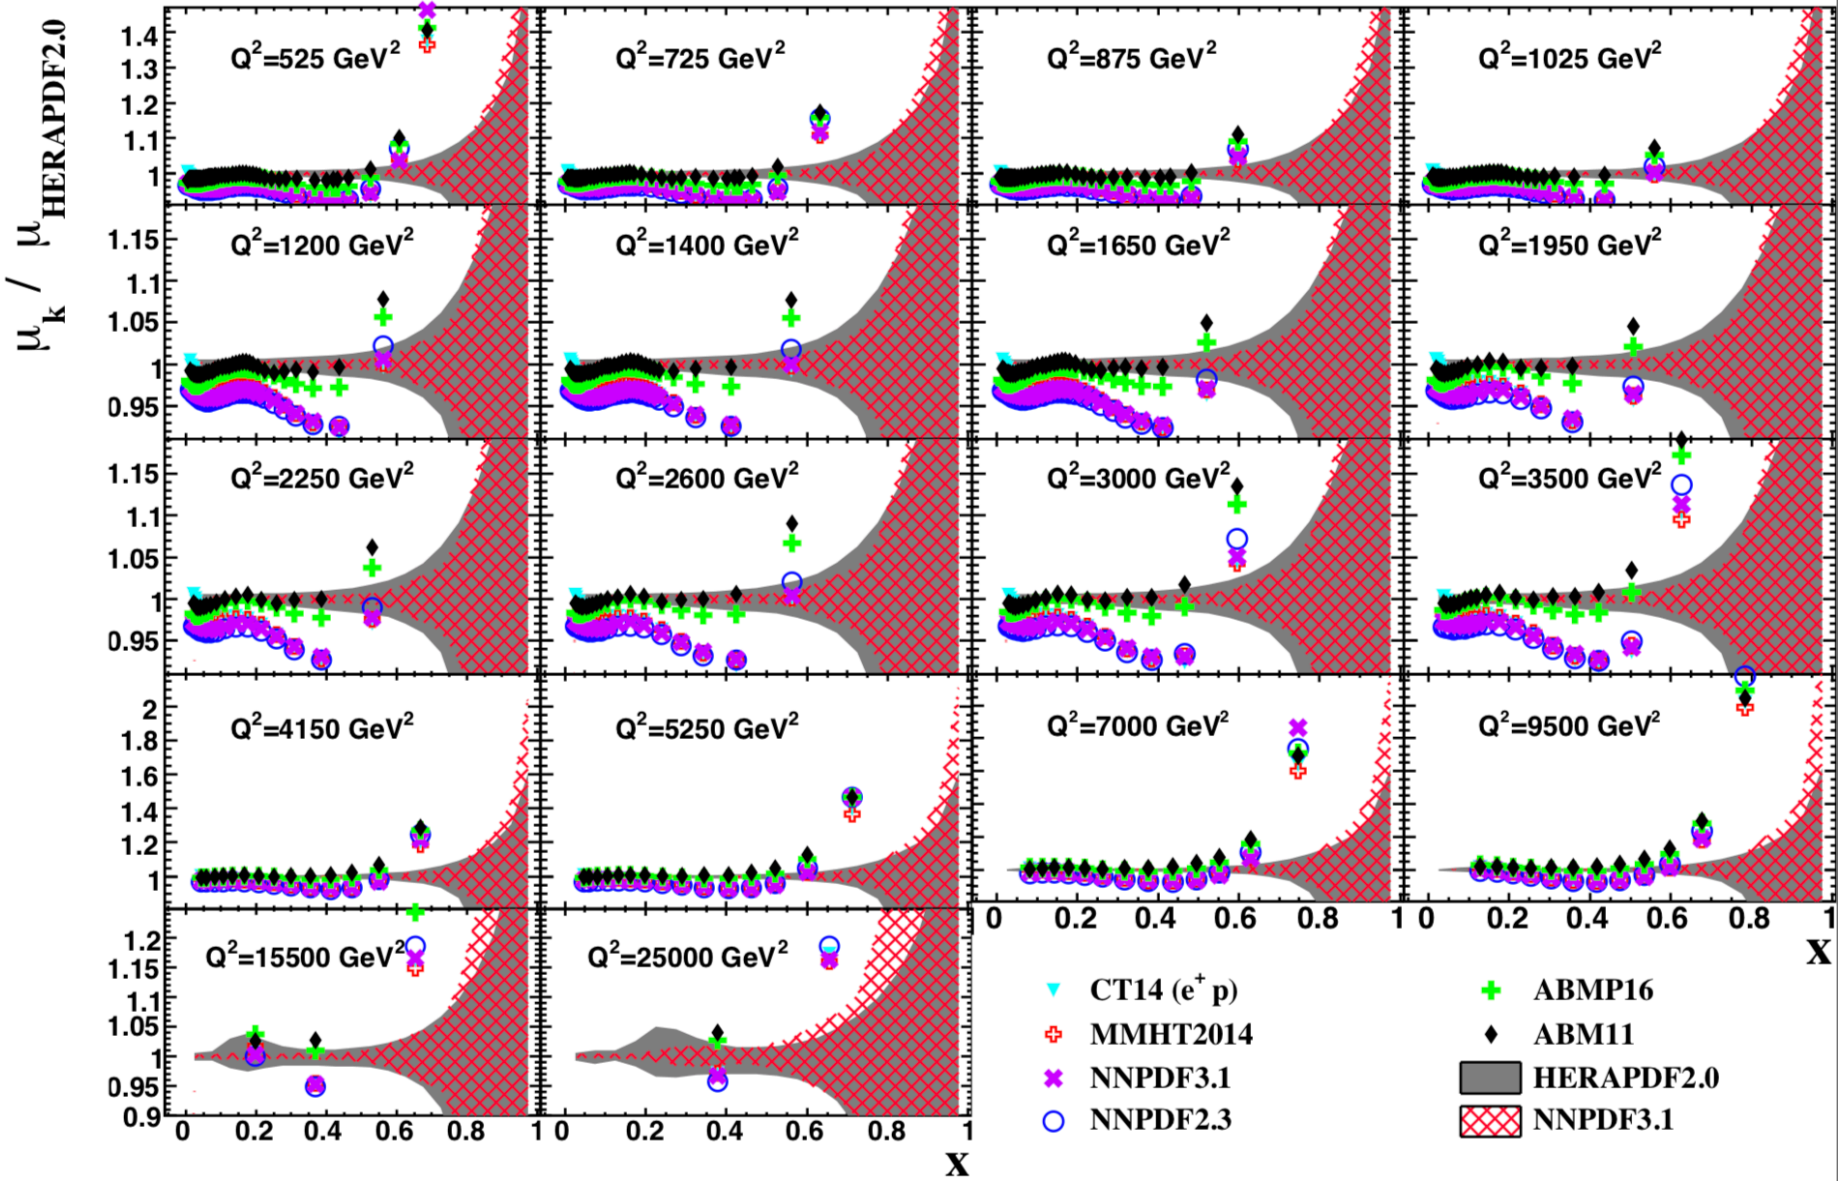 μk / μHERAPDF2.0
Q²=525 GeV²
Q²=725 GeV²
Q²=875 GeV²
Q²=1025 GeV²
1.4
1.3
1.2
1.1
1
Q²=1200 GeV²
Q²=1400 GeV²
Q²=1650 GeV²
Q²=1950 GeV²
1.15
1.1
1.05
1
0.95
Q²=2250 GeV²
Q²=2600 GeV²
Q²=3000 GeV²
Q²=3500 GeV²
1.15
1.1
1.05
1
0.95
Q²=4150 GeV²
Q²=5250 GeV²
Q²=7000 GeV²
Q²=9500 GeV²
2
1.8
1.6
1.4
1.2
1
0 0.2 0.4 0.6 0.8 1 0 0.2 0.4 0.6 0.8 1
x
Q²=15500 GeV²
Q²=25000 GeV²
1.2
1.15
1.1
1.05
1
0.95
0.9
0 0.2 0.4 0.6 0.8 1 0 0.2 0.4 0.6 0.8 1
x
CT14 (e⁺ p)
MMHT2014
NNPDF3.1
NNPDF2.3
ABMP16
ABM11
HERAPDF2.0
NNPDF3.1